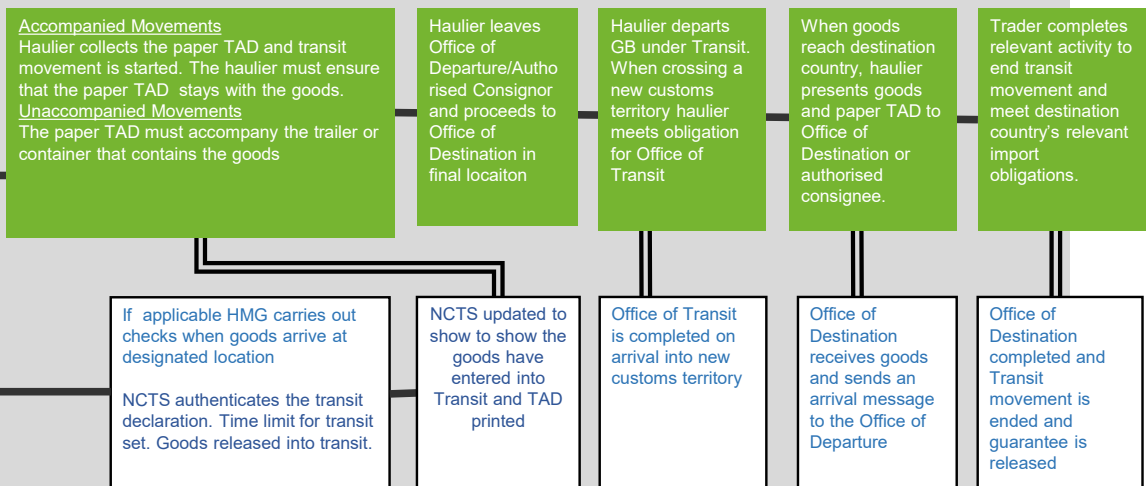 Accompanied Movements
Haulier collects the paper TAD and transit
movement is started. The haulier must ensure
that the paper TAD stays with the goods.
Unaccompanied Movements
The paper TAD must accompany the trailer or
container that contains the goods
Haulier leaves
Office of
Departure/Autho
rised Consignor
and proceeds to
Office of
Destination in
final locaiton
Haulier departs
GB under Transit.
When crossing a
new customs
territory haulier
meets obligation
for Office of
Transit
When goods
reach destination
country, haulier
presents goods
and paper TAD to
Office of
Destination or
authorised
consignee.
Trader completes
relevant activity to
end transit
movement and
meet destination
country's relevant
import
obligations.
If applicable HMG carries out
checks when goods arrive at
designated location
NCTS authenticates the transit
declaration. Time limit for transit
set. Goods released into transit.
NCTS updated to
show to show the
goods have
entered into
Transit and TAD
printed
Office of Transit
is completed on
arrival into new
customs territory
Office of
Destination
receives goods
and sends an
arrival message
to the Office of
Departure
Office of
Destination
completed and
Transit
movement is
ended and
guarantee is
released